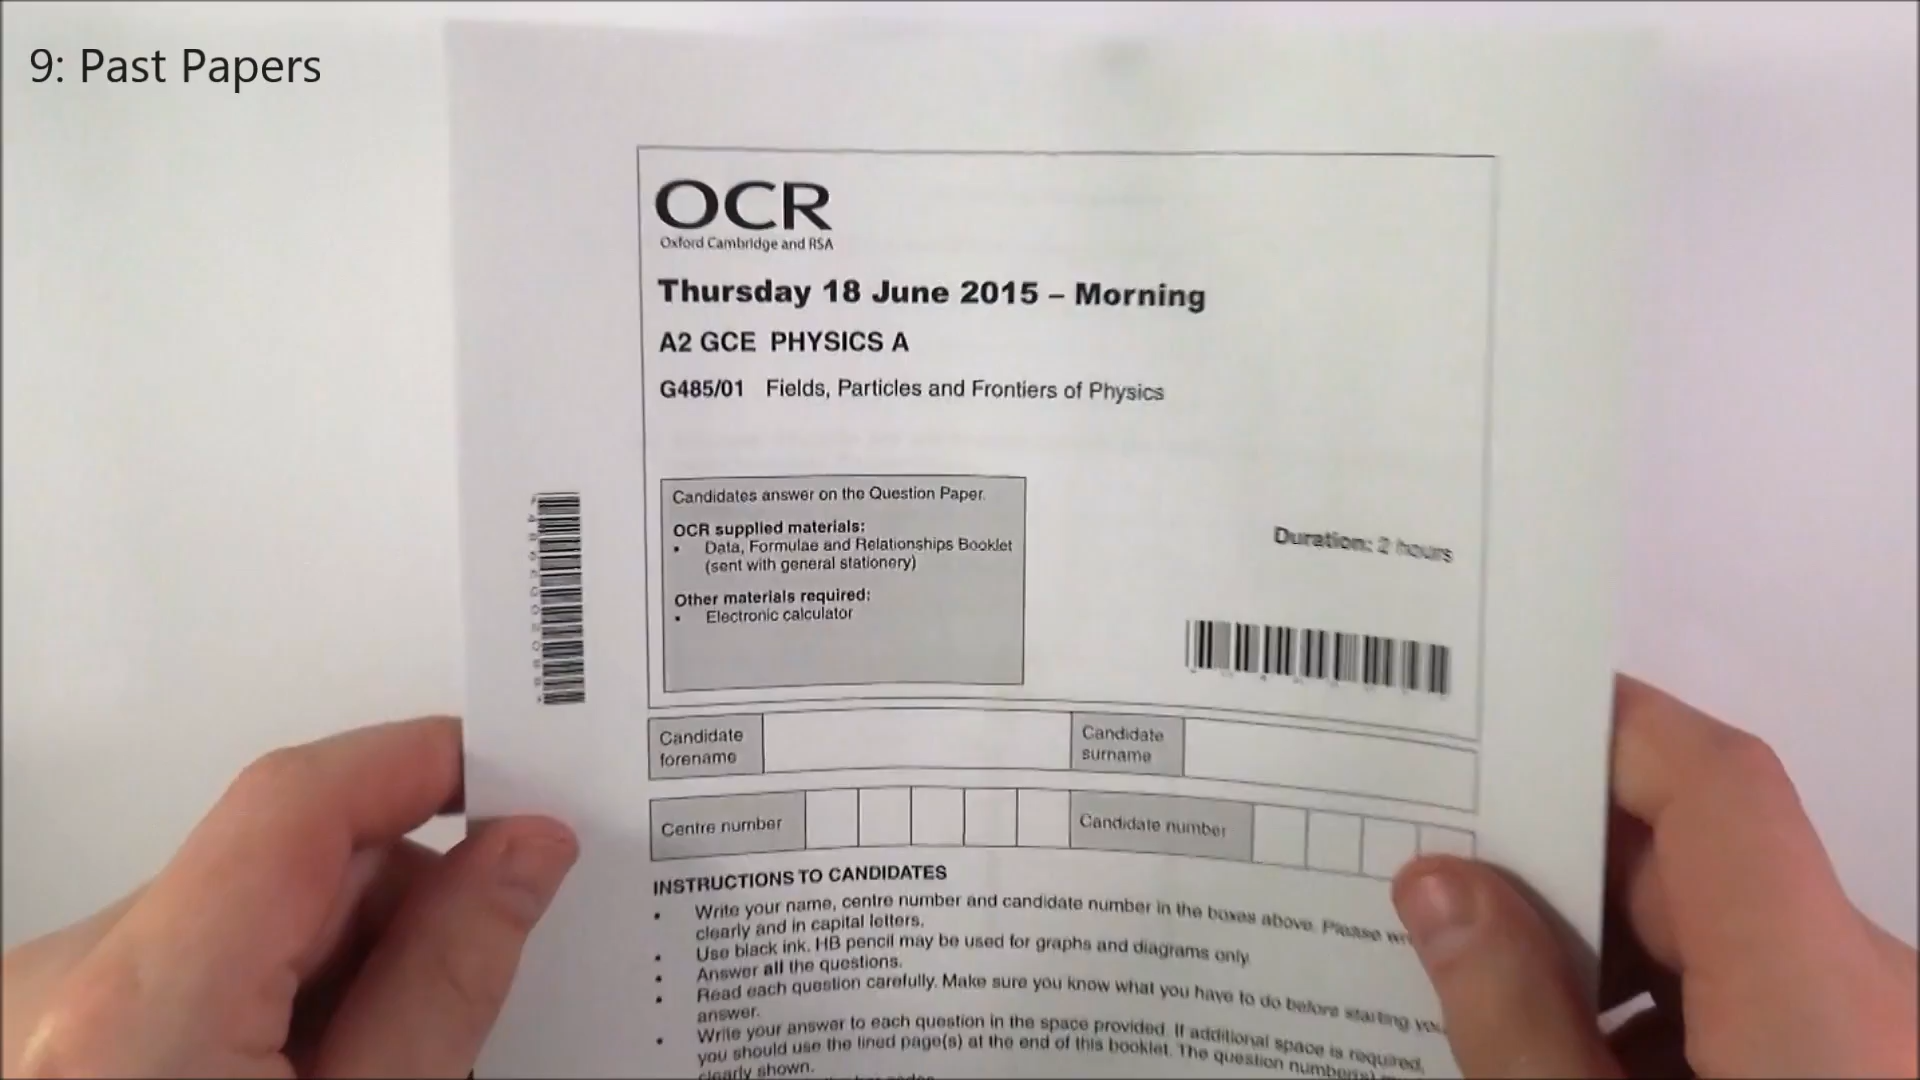 9: Past Papers
OCR
Oxford Cambridge and RSA
Thursday 18 June 2015 – Morning
A2 GCE PHYSICS A
G485/01 Fields, Particles and Frontiers of Physics
Candidates answer on the Question Paper.
OCR supplied materials:
• Data, Formulae and Relationships Booklet
(sent with general stationery)
Other materials required:
• Electronic calculator
Duration: 2 hours
Candidate
forename
Candidate
surname
Centre number
Candidate number
INSTRUCTIONS TO CANDIDATES
• Write your name, centre number and candidate number in the boxes above. Please
clearly and in capital letters.
• Use black ink. HB pencil may be used for graphs and diagrams only.
• Answer all the questions.
• Read each question carefully. Make sure you know what you have to do before starting
answer.
• Write your answer to each question in the space provided. If additional space is required,
you should use the lined page(s) at the end of this booklet. The question number(s)
clearly shown.